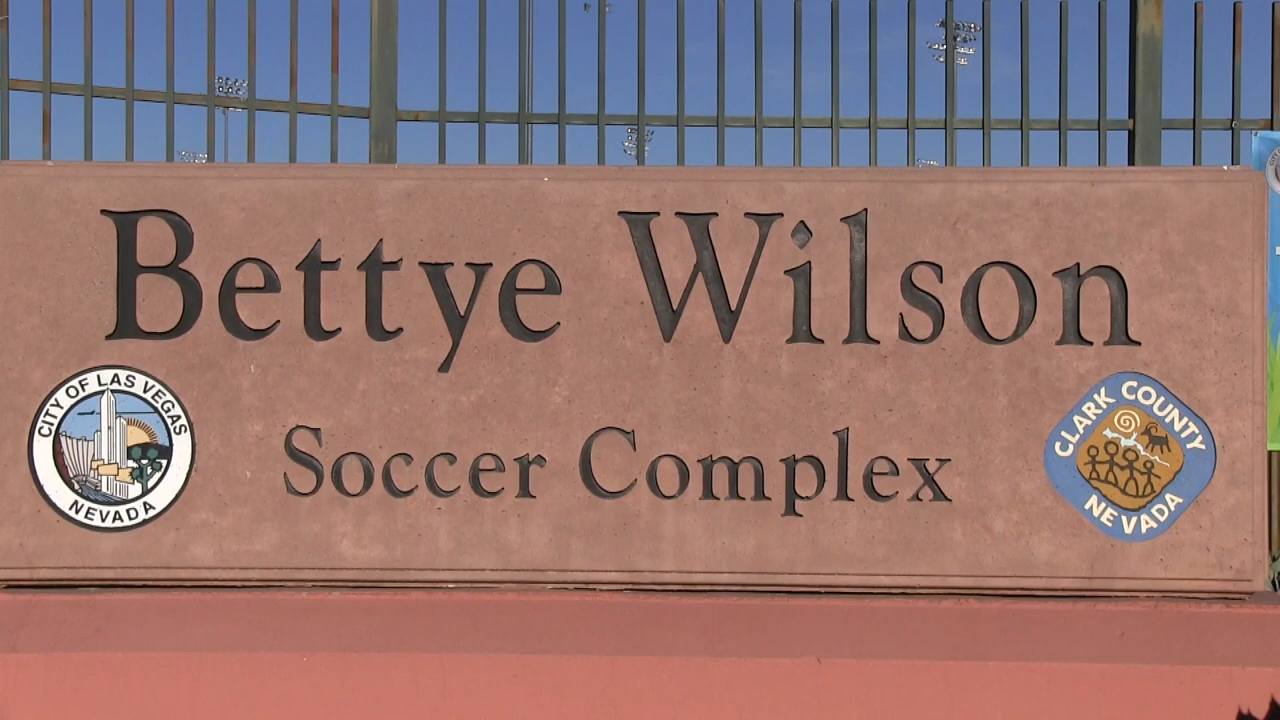 Bettye Wilson
Soccer Complex
CITY OF LAS VEGAS
NEVADA
CLARK COUNTY
NEVADA